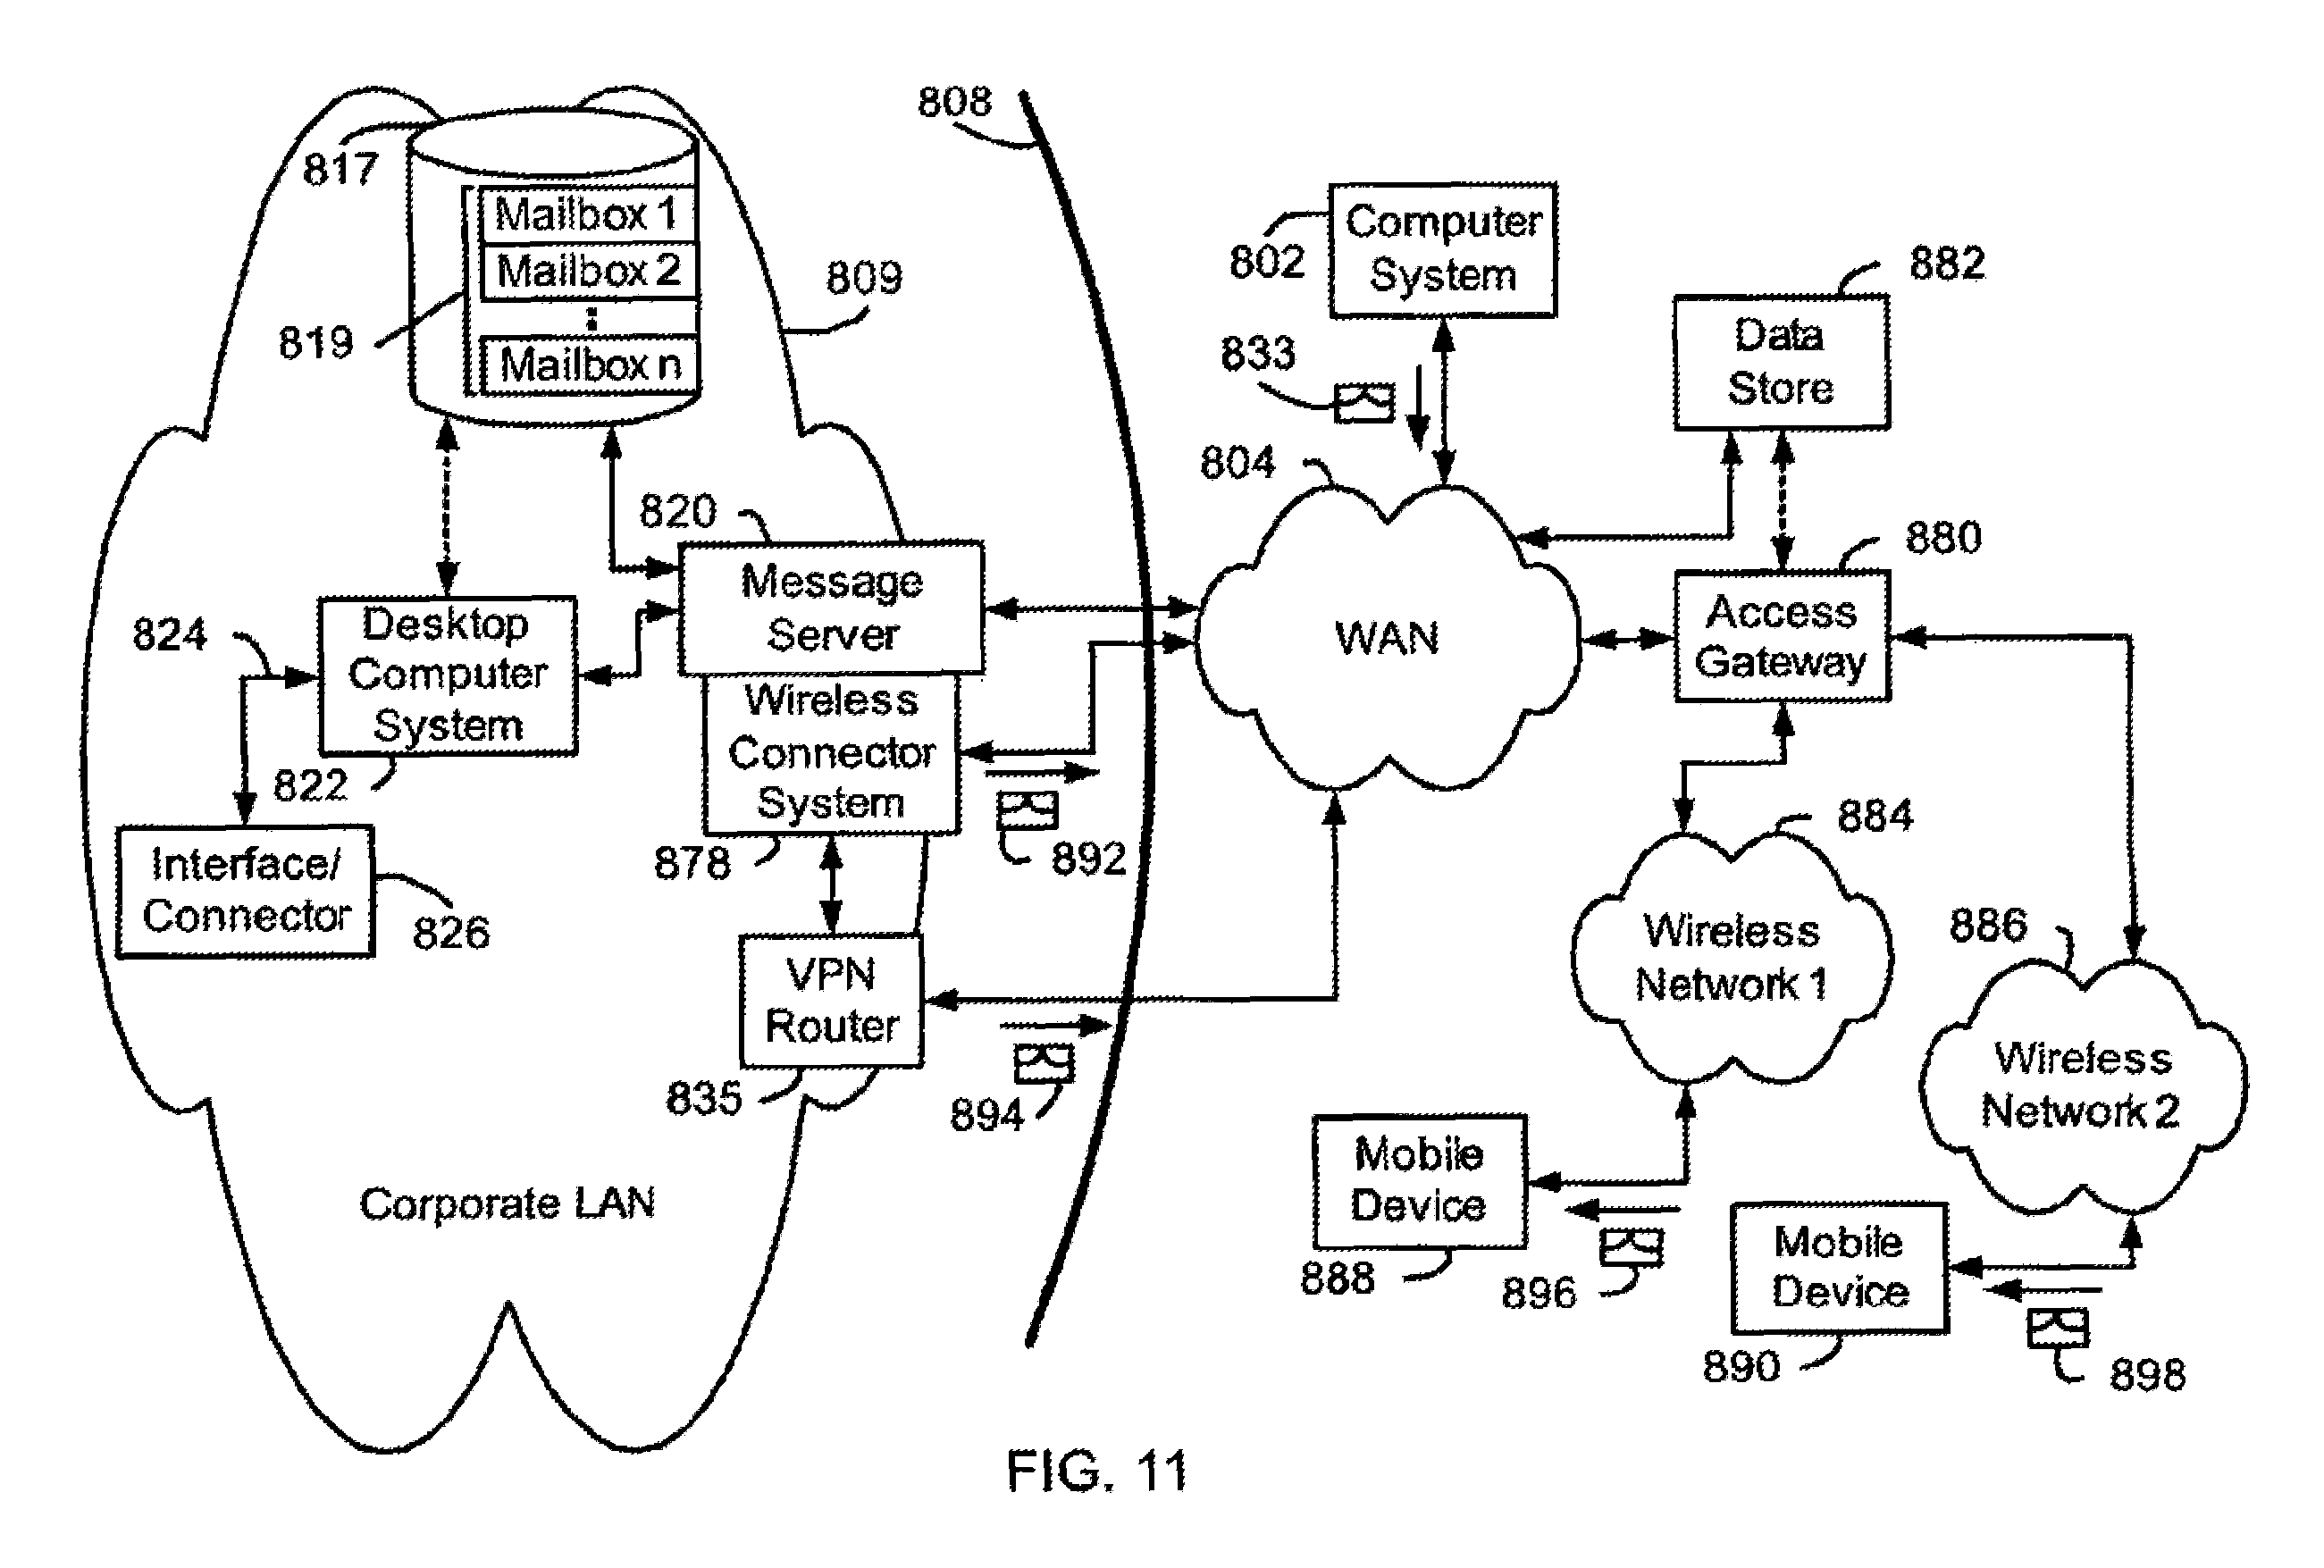 808
817
Mailbox 1
Mailbox 2
Mailbox n
819
809
802
Computer
System
833
882
Data
Store
804
820
Message
Server
880
Access
Gateway
WAN
824
Desktop
Computer
System
822
Wireless
Connector
System
878
892
Interface/
Connector
826
884
Wireless
Network 1
886
Wireless
Network 2
VPN
Router
835
894
Corporate LAN
Mobile
Device
888
896
Mobile
Device
890
898
FIG. 11